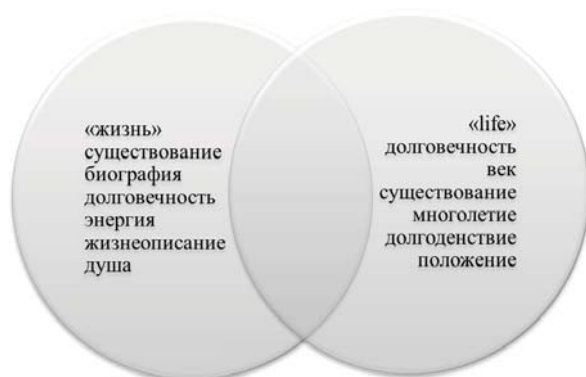 «жизнь»
существование
биография
долговечность
энергия
жизнеописание
душа
«life»
долговечность
век
существование
многолетие
долгоденствие
положение